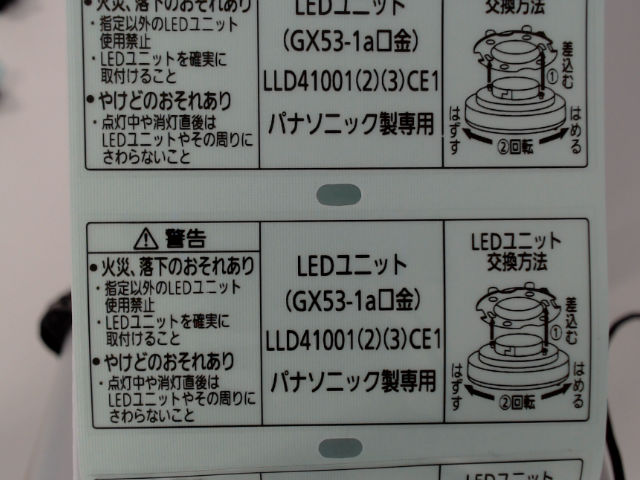 ・火災、落下のおそれあり
・指定以外のLEDユニット
使用禁止
・LEDユニットを確実に
取付けること
・やけどのおそれあり
・点灯中や消灯直後は
LEDユニットやその周りに
さわらないこと
LEDユニット
(GX53-1a口金)
LLD41001(2)(3)CE1
パナソニック製専用
交換方法
差込む
①
はずす
はめる
②回転
警告
・火災、落下のおそれあり
・指定以外のLEDユニット
使用禁止
・LEDユニットを確実に
取付けること
・やけどのおそれあり
・点灯中や消灯直後は
LEDユニットやその周りに
さわらないこと
LEDユニット
(GX53-1a口金)
LLD41001(2)(3)CE1
パナソニック製専用
LEDユニット
交換方法
差込む
①
はずす
はめる
②回転
LEDユニット